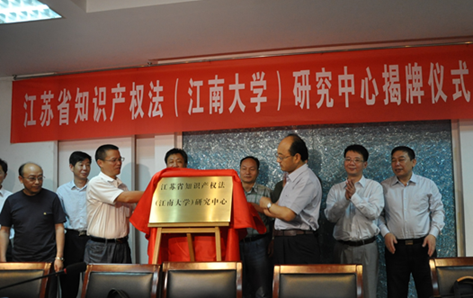 江苏省知识产权法（江南大学）研究中心揭牌仪式
江苏省知识产权法
(江南大学)研究中心